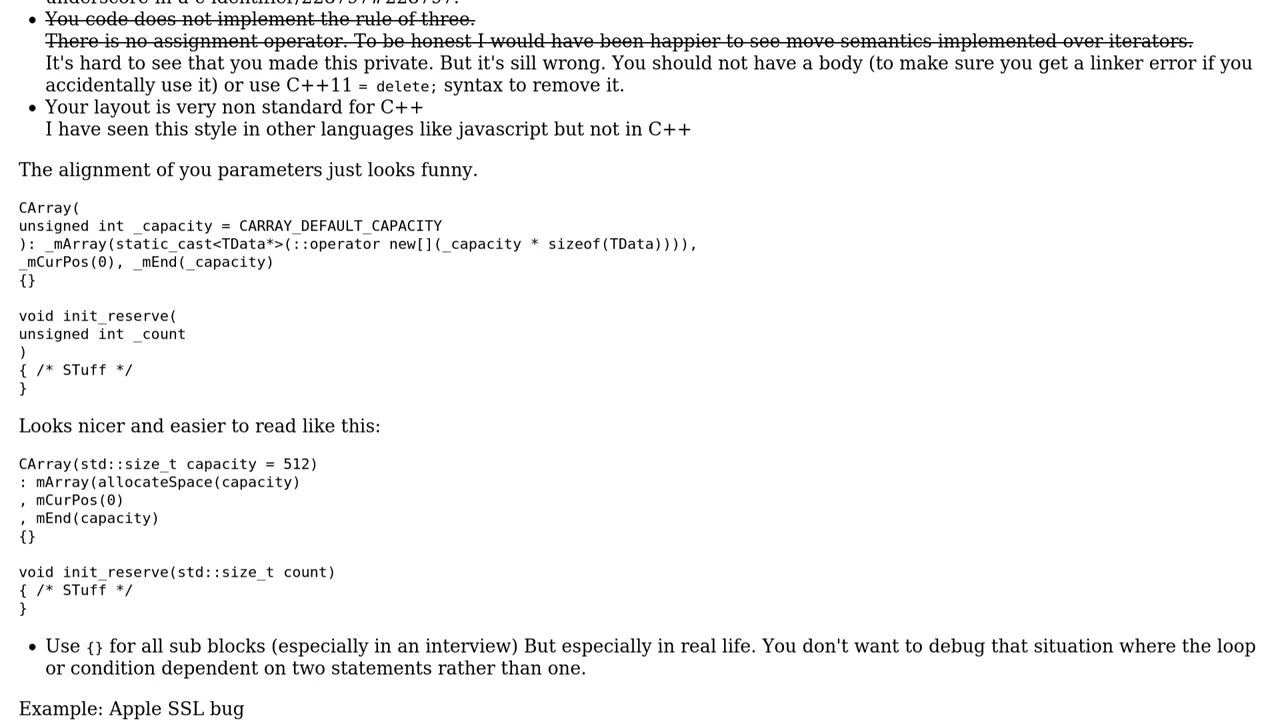 You code does not implement the rule of three.
There is no assignment operator. To be honest I would have been happier to see move semantics implemented over iterators.
It's hard to see that you made this private. But it's sill wrong. You should not have a body (to make sure you get a linker error if you
accidentally use it) or use C++11 = delete; syntax to remove it.
Your layout is very non standard for C++
I have seen this style in other languages like javascript but not in C++
The alignment of you parameters just looks funny.
CArray(
unsigned int _capacity = CARRAY_DEFAULT_CAPACITY
): _mArray(static_cast<TData*>(::operator new[](_capacity * sizeof(TData)))),
_mCurPos(0), _mEnd(_capacity)
{}
void init_reserve(
unsigned int _count
)
{ /* STuff */
}
Looks nicer and easier to read like this:
CArray(std::size_t capacity = 512)
: mArray(allocateSpace(capacity)
, mCurPos(0)
, mEnd(capacity)
{}
void init_reserve(std::size_t count)
{ /* STuff */
}
Use {} for all sub blocks (especially in an interview) But especially in real life. You don't want to debug that situation where the loop
or condition dependent on two statements rather than one.
Example: Apple SSL bug